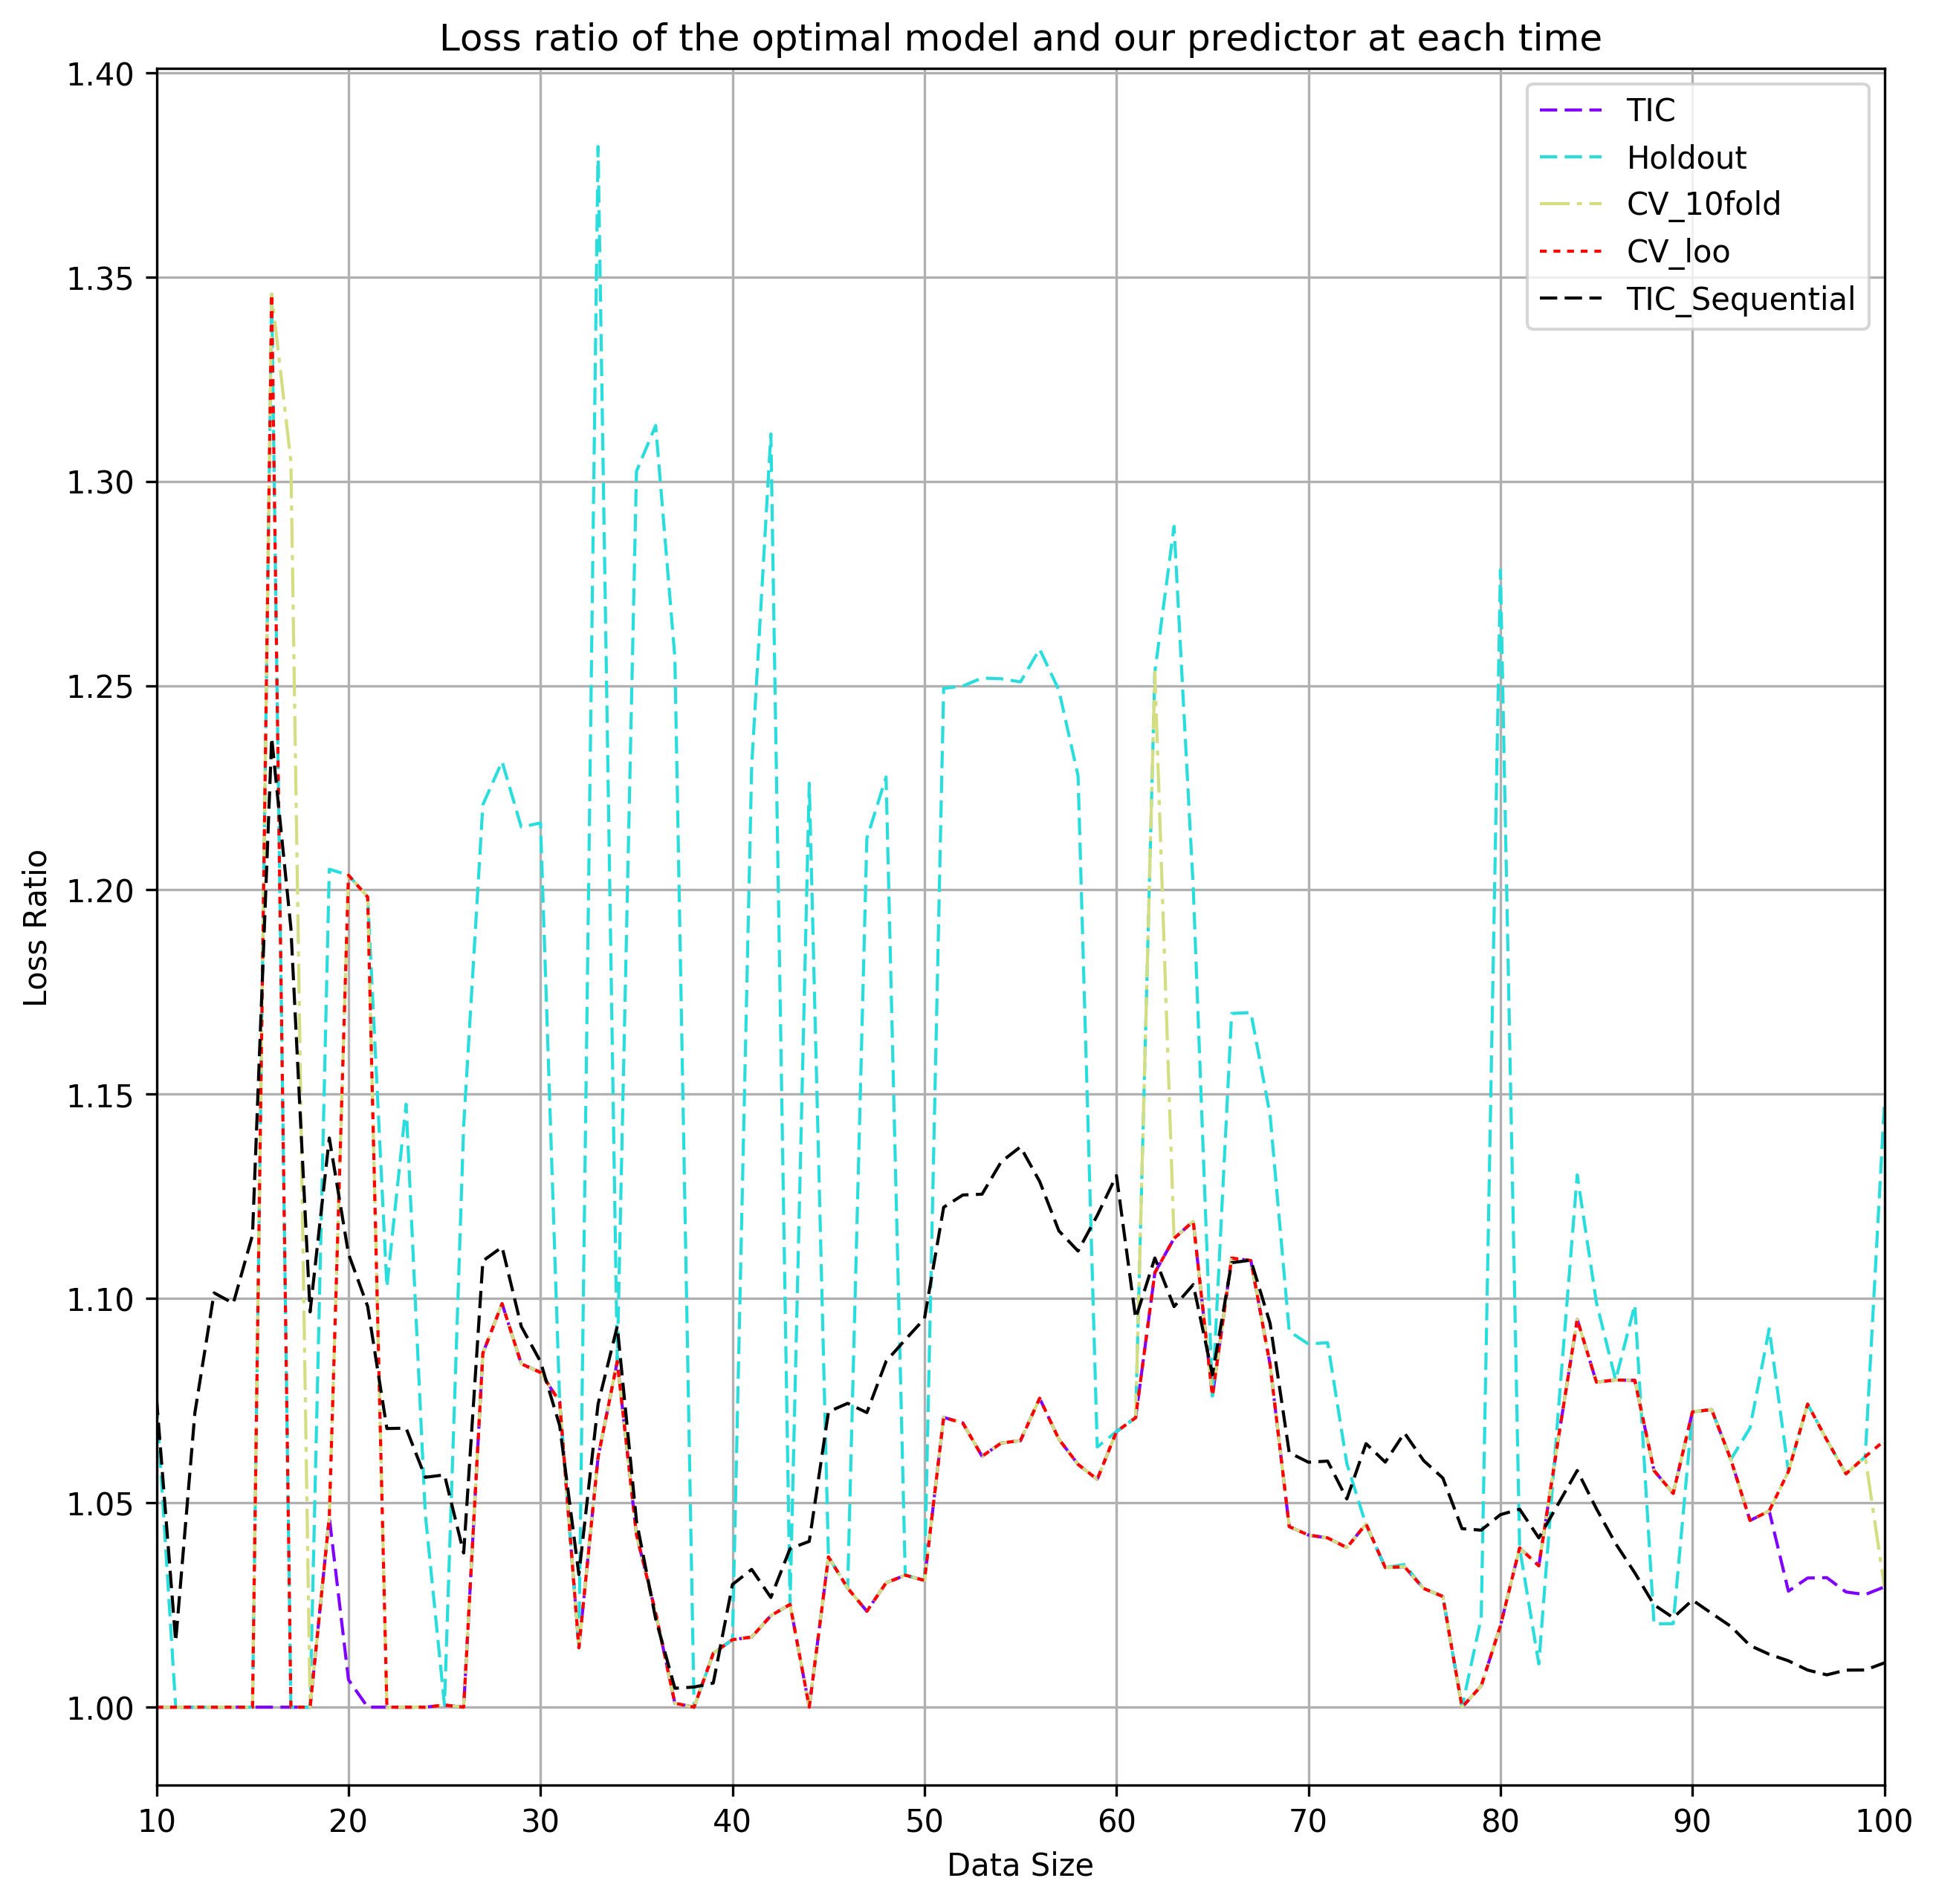 Loss ratio of the optimal model and our predictor at each time
1.40
1.35
1.30
1.25
1.20
1.15
1.10
1.05
1.00
Loss Ratio
TIC
Holdout
CV_10fold
CV_loo
TIC_Sequential
10 20 30 40 50 60 70 80 90 100
Data Size